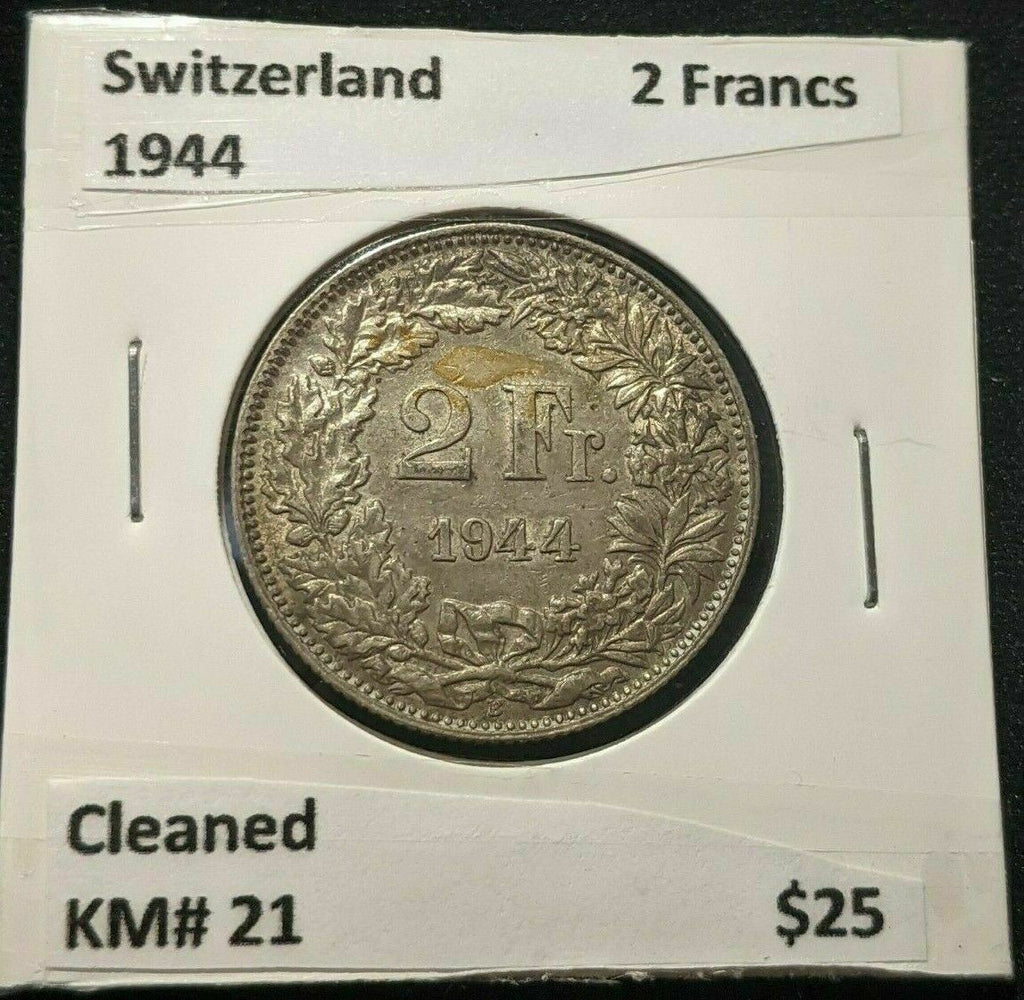 Switzerland 2 Francs
1944
2 Fr.
1944
B
Cleaned
KM# 21 $25